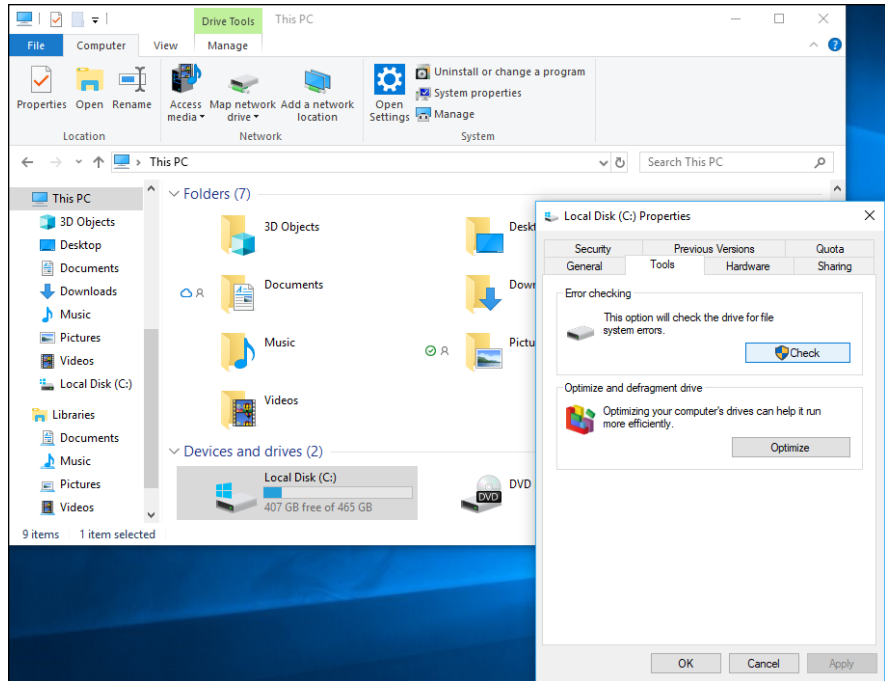 Drive Tools
This PC
File
Computer
View
Manage
Properties
Open
Rename
Access media
Map network drive
Add a network location
Open Settings
Uninstall or change a program
System properties
Manage
Location
Network
System
This PC
Search This PC
This PC
3D Objects
Desktop
Documents
Downloads
Music
Pictures
Videos
Local Disk (C:)
Libraries
Documents
Music
Pictures
Videos
Folders (7)
3D Objects
Documents
Music
Videos
Devices and drives (2)
Local Disk (C:)
407 GB free of 465 GB
DVD
DVD
9 items
1 item selected
Local Disk (C:) Properties
Security
Previous Versions
Quota
General
Tools
Hardware
Sharing
Error checking
This option will check the drive for file
system errors.
Check
Optimize and defragment drive
Optimizing your computer's drives can help it run
more efficiently.
Optimize
OK
Cancel
Apply